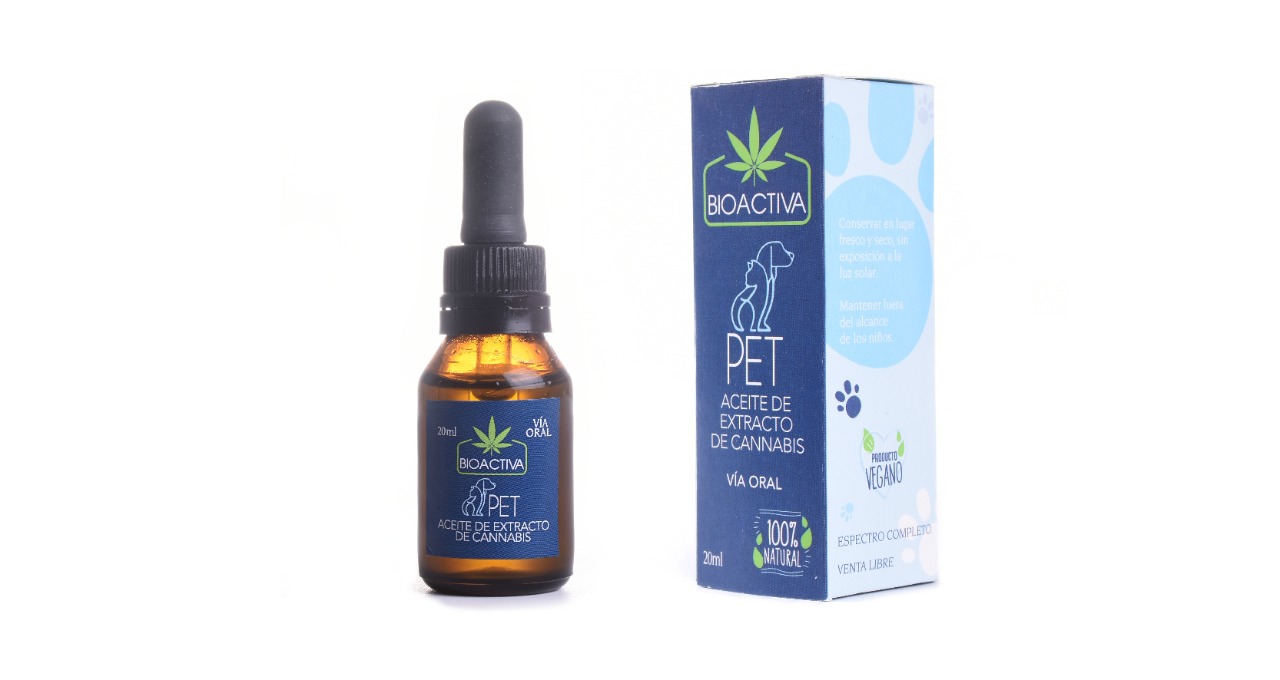 20ml
VÍA
ORAL
BIOACTIVA
PET
ACEITE DE EXTRACTO
DE CANNABIS
BIOACTIVA
PET
ACEITE DE
EXTRACTO
DE CANNABIS
VÍA ORAL
100%
NATURAL
20ml
Conservar en lugar
fresco y seco, sin
exposición a la
luz solar.
Mantener fuera
del alcance
de los niños.
PRODUCTO
VEGANO
ESPECTRO COMPLETO
VENTA LIBRE